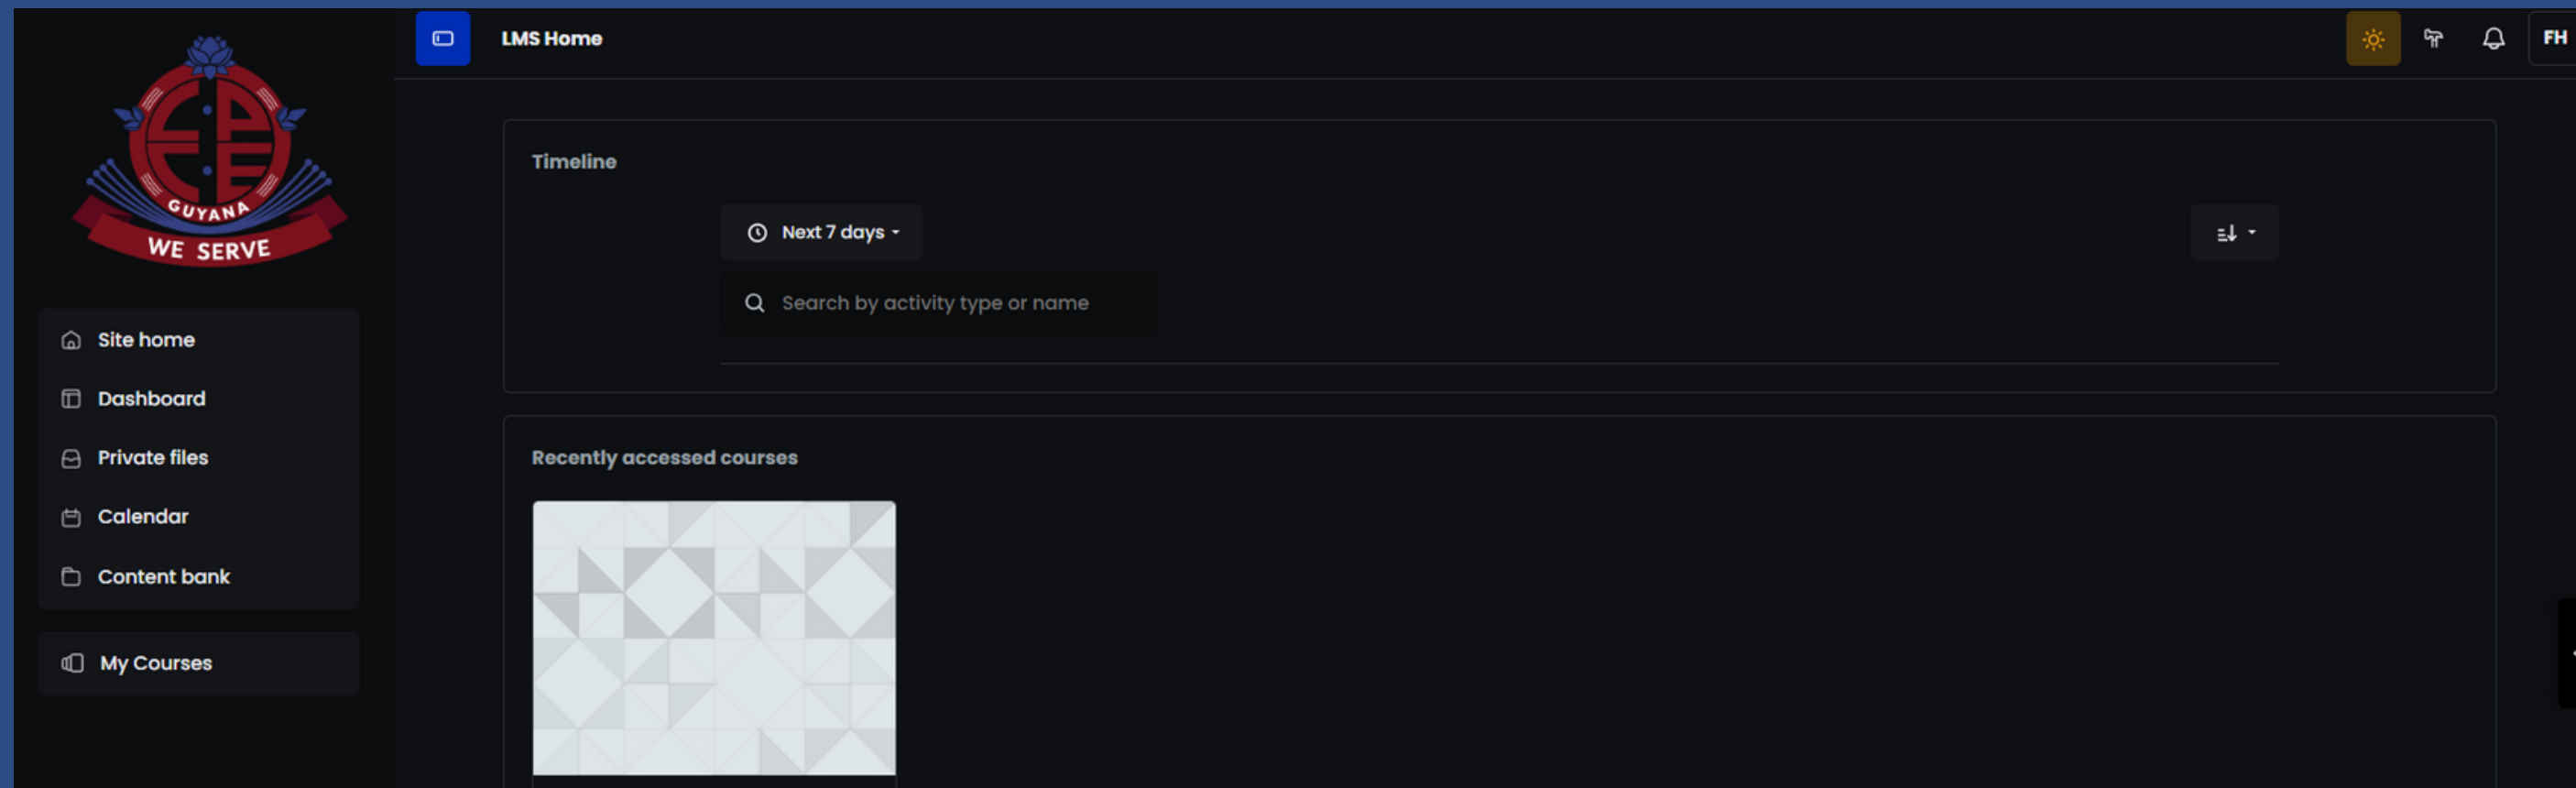 GUYANA
WE SERVE
Site home
Dashboard
Private files
Calendar
Content bank
My Courses
LMS Home
FH
Timeline
Next 7 days
Search by activity type or name
Recently accessed courses